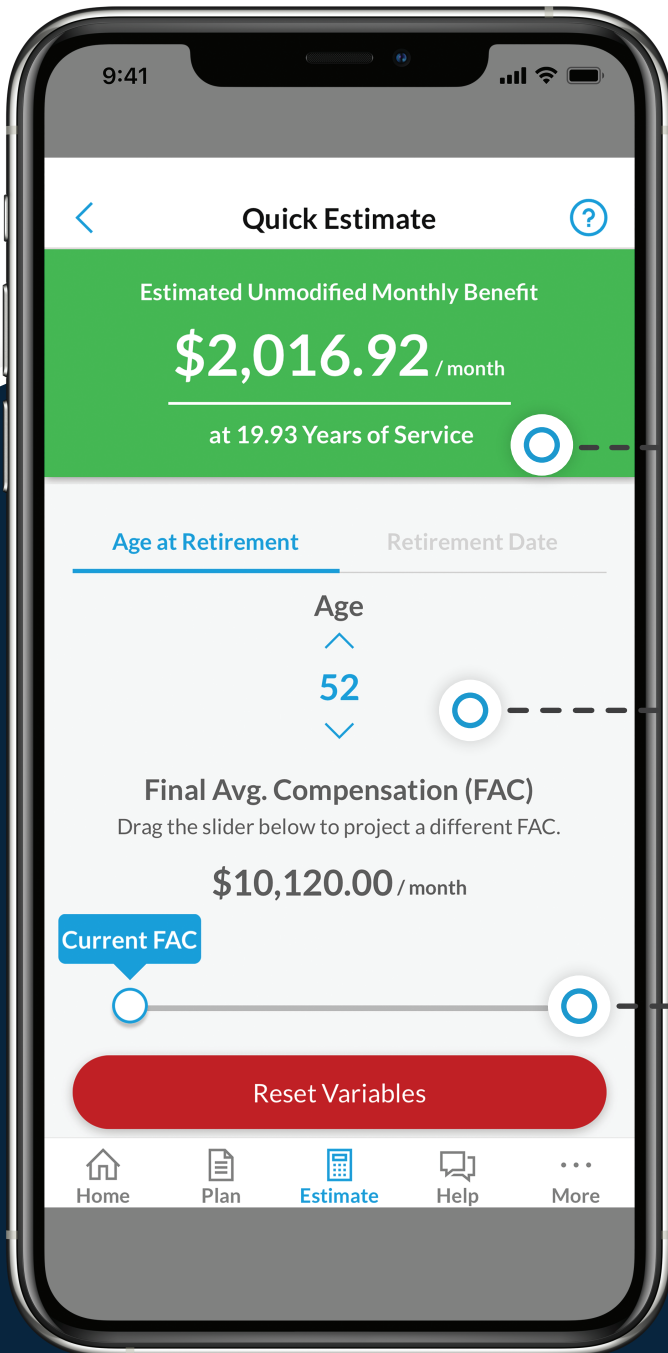 9:41
Quick Estimate
?
Estimated Unmodified Monthly Benefit
$2,016.92 / month
at 19.93 Years of Service
Age at Retirement
Retirement Date
Age
52
Final Avg. Compensation (FAC)
Drag the slider below to project a different FAC.
$10,120.00 / month
Current FAC
Reset Variables
Home
Plan
Estimate
Help
More